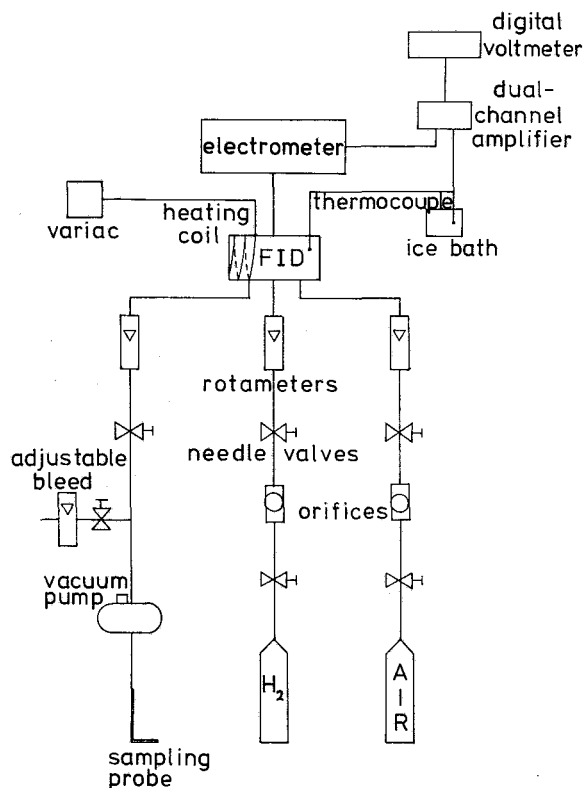 digital
voltmeter
dual-
channel
amplifier
electrometer
thermocouple
ice bath
variac
heating
coil
FID
rotameters
needle valves
adjustable
bleed
orifices
vacuum
pump
H2
AIR
sampling
probe